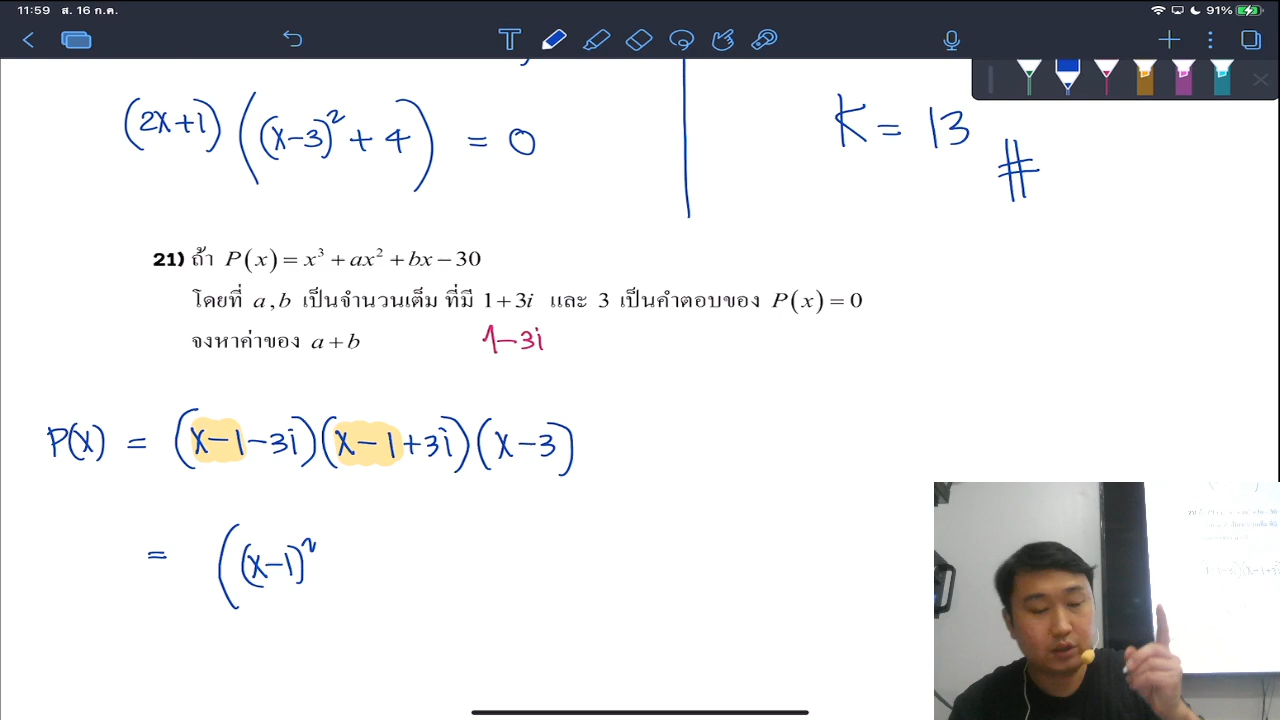 11:59 ส. 16 ก.ค.
91%
(2x+1)((x-3)² + 4) = 0
K = 13 #
21) ถ้า P(x) = x³ + ax² + bx − 30
โดยที่ a, b เป็นจำนวนเต็ม ที่มี 1+3i และ 3 เป็นคำตอบของ P(x) = 0
จงหาค่าของ a+b
1-3i
P(x) = (x-1-3i)(x-1+3i)(x-3)
= ((x-1)²